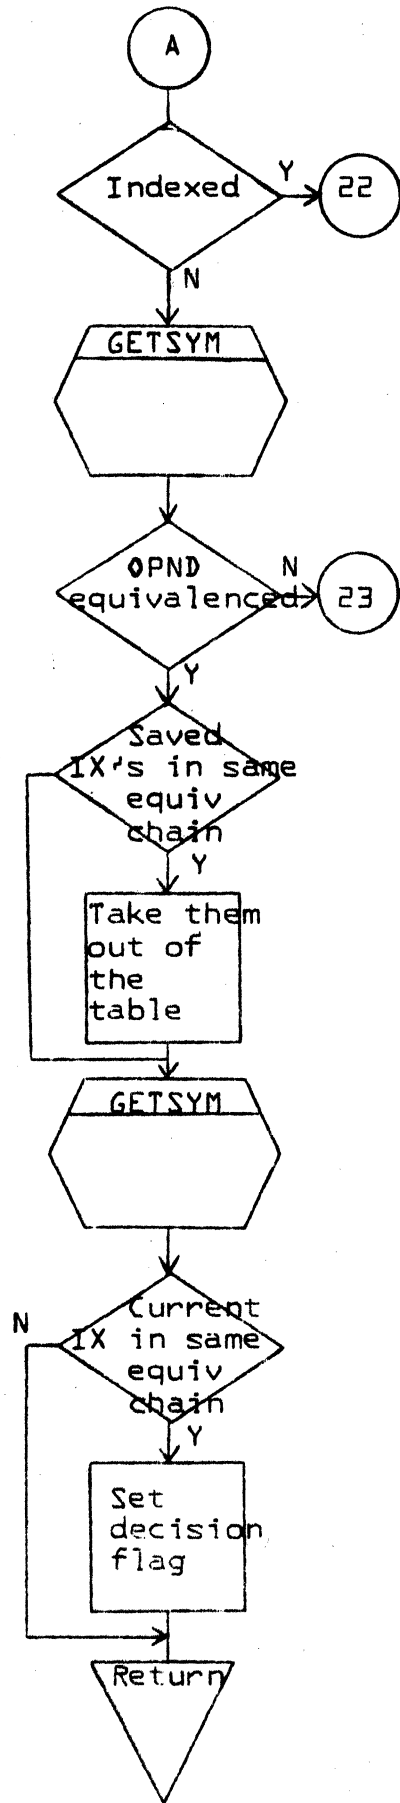 A
Indexed
Y
22
N
GETSYM
OPND
equivalenced
N
23
Y
Saved
IX's in same
equiv
chain
Y
Take them
out of
the
table
GETSYM
Current
IX in same
equiv
chain
N
Y
Set
decision
flag
Return